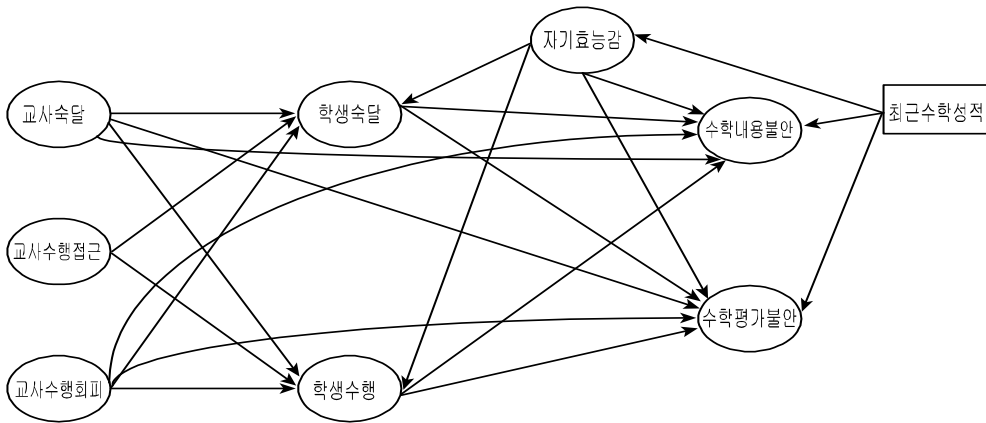 자기효능감
교사숙달
학생숙달
최근수학성적
수학내용불안
교사수행접근
수학평가불안
교사수행회피
학생수행